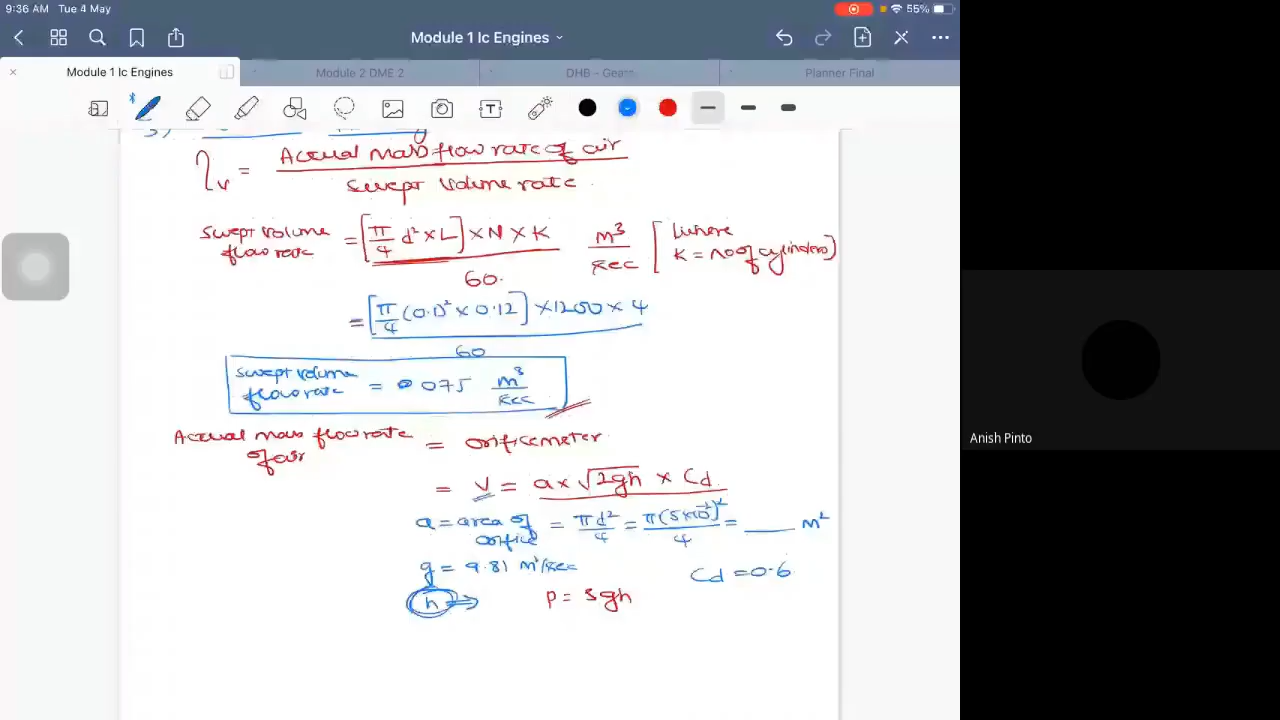 9:36 AM Tue 4 May
55%
Module 1 Ic Engines
Module 1 Ic Engines
Module 2 DME 2
DHB - Gears
Planner Final
ηv = Actual mass flow rate of air
Swept Volume rate
Swept Volume flow rate = [π/4 d² × L] × N × K / 60. m³/sec [where K = no of cylinders]
= [π/4 (0.1)² × 0.12] × 1200 × 4 / 60
Swept volume flow rate = 0.075 m³/sec
Actual mass flow rate of air = orificemeter
= V = a × √2gh × Cd
a = area of orifice = πd²/4 = π(5×10⁻²)²/4 = ____ m²
g = 9.81 m²/sec
Cd = 0.6
h ⇒ P = ρgh
Anish Pinto